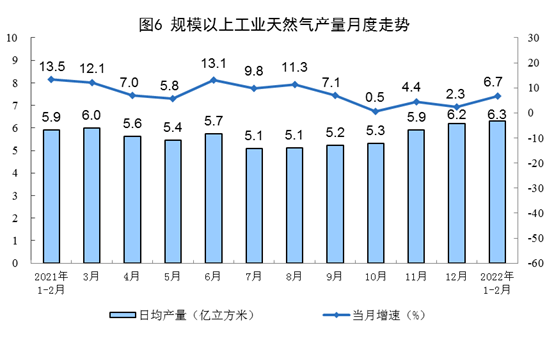 图6 规模以上工业天然气产量月度走势
10 30
13.5 12.1 7.0 5.8 13.1 9.8 11.3 7.1 0.5 4.4 2.3 6.7
9 20
8 10
7 0
5.9 6.0 5.6 5.4 5.7 5.1 5.1 5.2 5.3 5.9 6.2 6.3
6 -10
5
4 -20
3 -30
2 -40
1 -50
0 -60
2021年 3月 4月 5月 6月 7月 8月 9月 10月 11月 12月 2022年
1-2月 1-2月
日均产量（亿立方米） 当月增速（%）